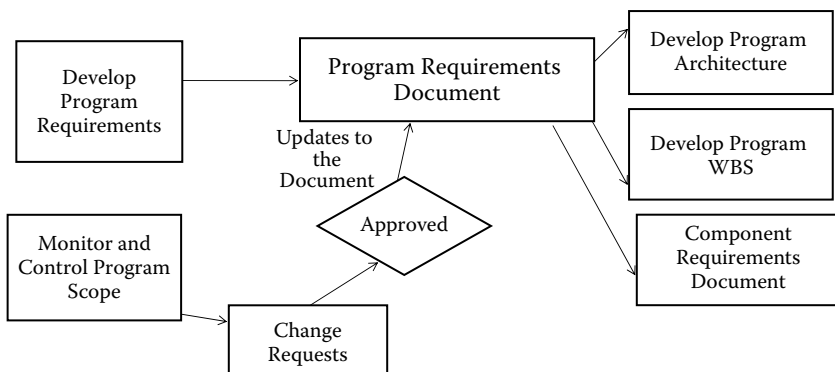 Develop
Program
Requirements
Program Requirements
Document
Develop Program
Architecture
Develop Program
WBS
Component
Requirements
Document
Updates to
the
Document
Approved
Monitor and
Control Program
Scope
Change
Requests